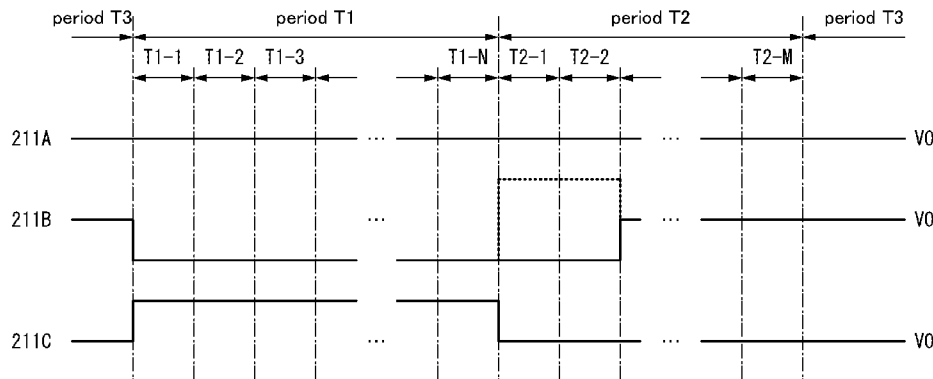 period T3 period T1 period T2 period T3
T1-1 T1-2 T1-3 T1-N T2-1 T2-2 T2-M
211A ... ... V0
211B ... ... V0
211C ... ... V0